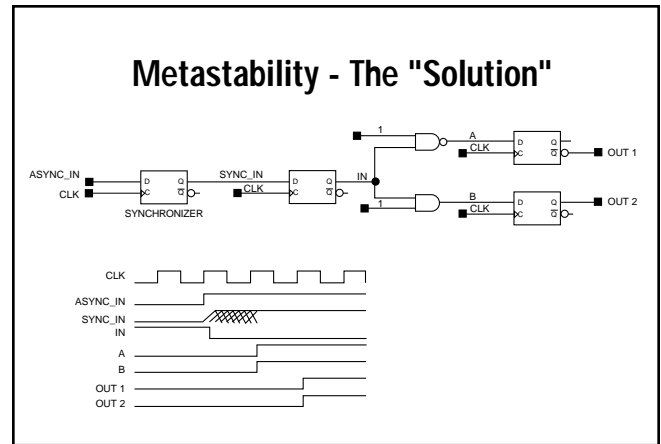 Metastability - The "Solution"
1
A
D Q
CLK
C Q
OUT 1
ASYNC_IN
SYNC_IN
IN
D Q
D Q
CLK
C Q
CLK
C Q
SYNCHRONIZER
1
B
D Q
CLK
C Q
OUT 2
CLK
ASYNC_IN
SYNC_IN
IN
A
B
OUT 1
OUT 2